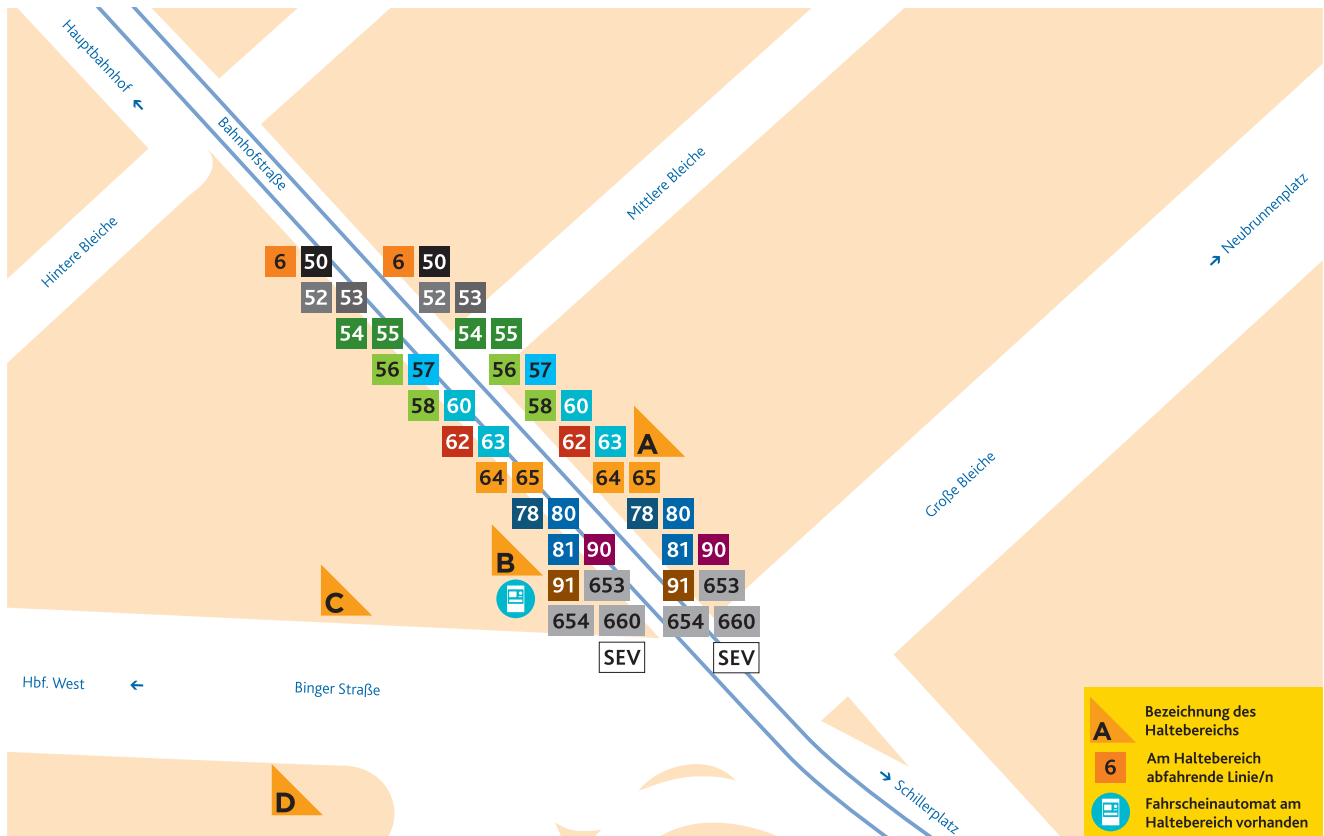 Hauptbahnhof
Bahnhofstraße
Hintere Bleiche
Mittlere Bleiche
Neubrunnenplatz
Große Bleiche
6 50 6 50
52 53 52 53
54 55 54 55
56 57 56 57
58 60 58 60
62 63 62 63 A
64 65 64 65
78 80 78 80
B 81 90 81 90
C 91 653 91 653
654 660 654 660
SEV SEV
Hbf. West
Binger Straße
D
Schillerplatz
A Bezeichnung des
Haltebereichs
6 Am Haltebereich
abfahrende Linie/n
Fahrscheinautomat am
Haltebereich vorhanden